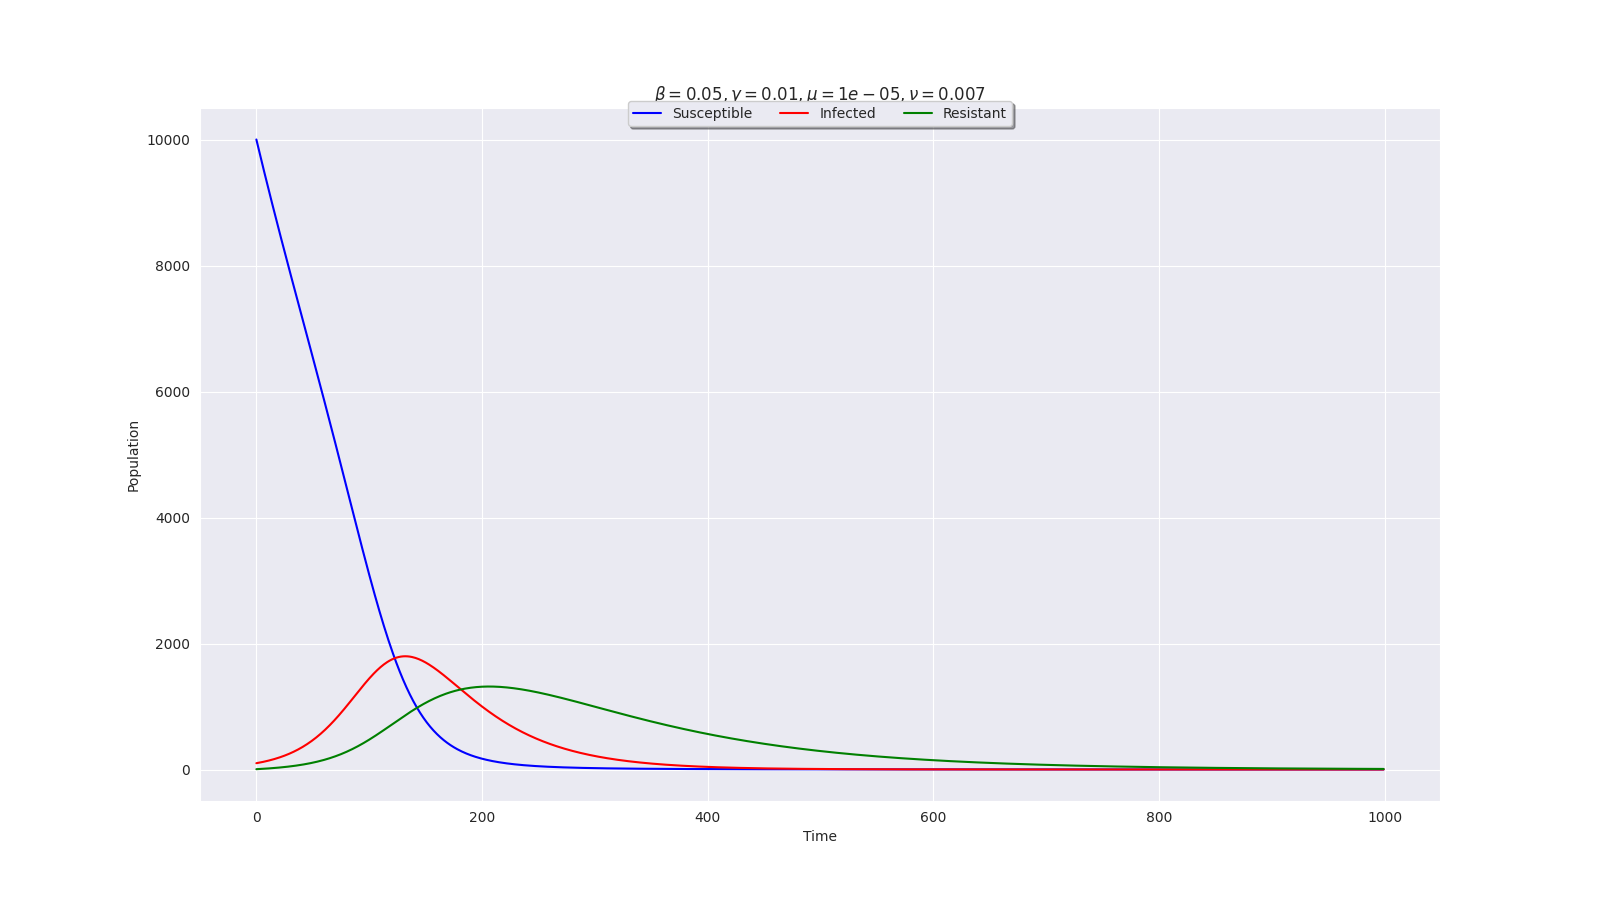 β = 0.05, γ = 0.01, μ = 1e − 05, ν = 0.007
Susceptible Infected Resistant
10000
8000
6000
4000
2000
0
Population
0 200 400 600 800 1000
Time